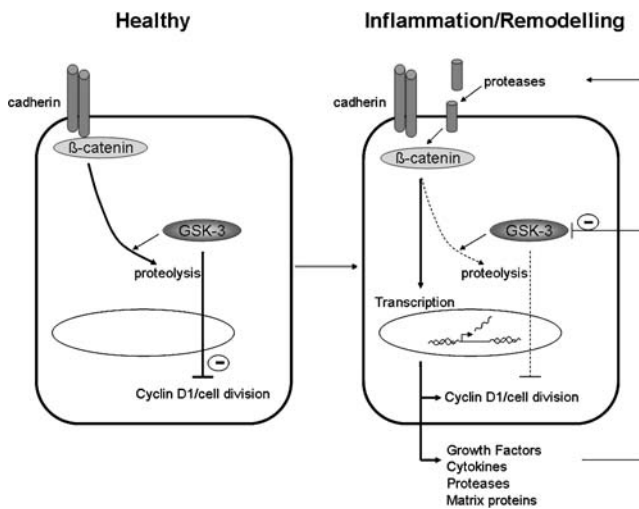 Healthy
cadherin
ß-catenin
GSK-3
proteolysis
Cyclin D1/cell division
Inflammation/Remodelling
proteases
cadherin
ß-catenin
GSK-3
proteolysis
Transcription
Cyclin D1/cell division
Growth Factors
Cytokines
Proteases
Matrix proteins